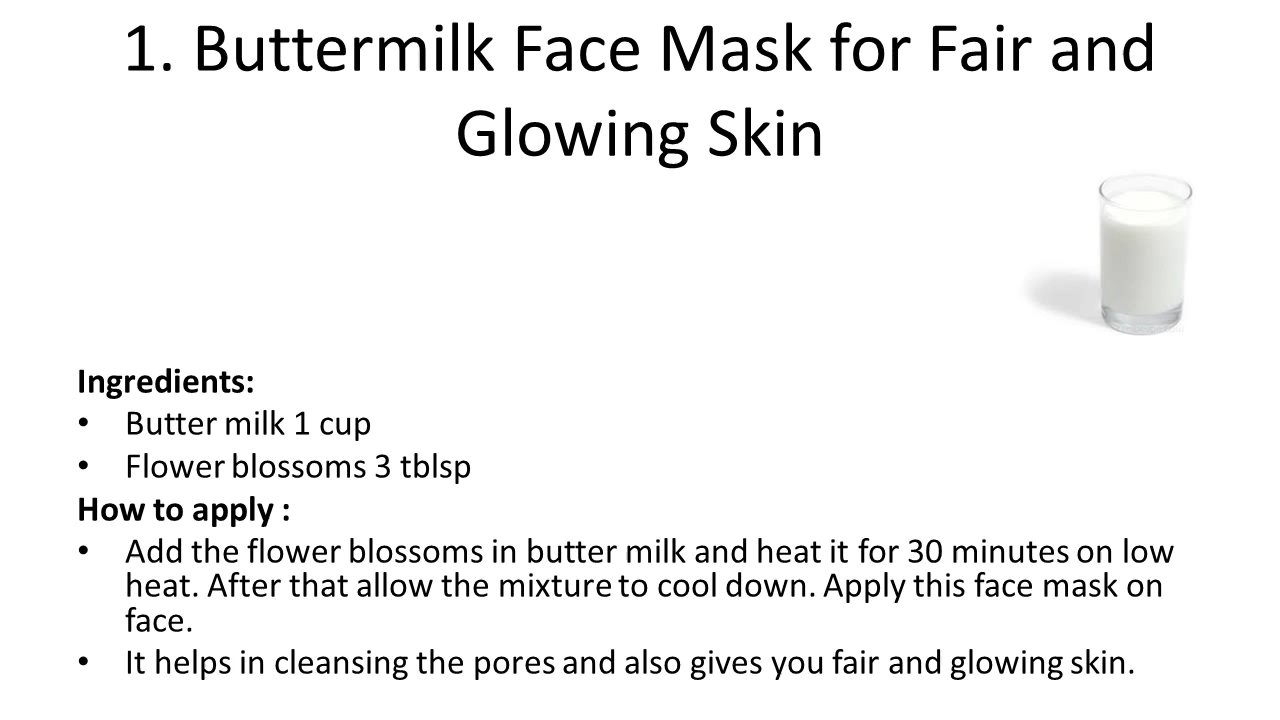 1. Buttermilk Face Mask for Fair and
Glowing Skin
Ingredients:
• Butter milk 1 cup
• Flower blossoms 3 tblsp
How to apply :
• Add the flower blossoms in butter milk and heat it for 30 minutes on low
heat. After that allow the mixture to cool down. Apply this face mask on
face.
• It helps in cleansing the pores and also gives you fair and glowing skin.